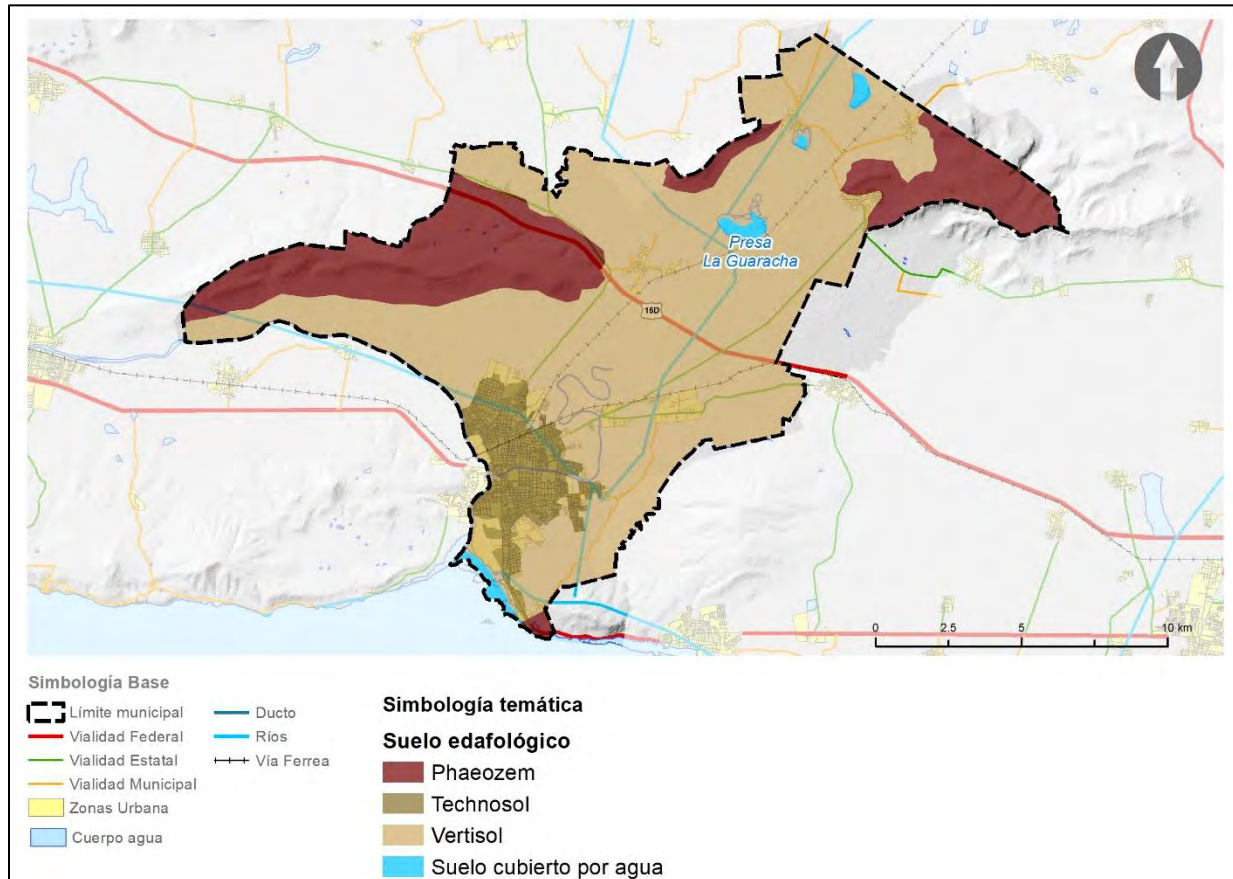 Presa
La Guaracha
15D
0 2.5 5 10 km
Simbología Base
Límite municipal
Vialidad Federal
Vialidad Estatal
Vialidad Municipal
Zonas Urbana
Cuerpo agua
Ducto
Ríos
Vía Ferrea
Simbología temática
Suelo edafológico
Phaeozem
Technosol
Vertisol
Suelo cubierto por agua